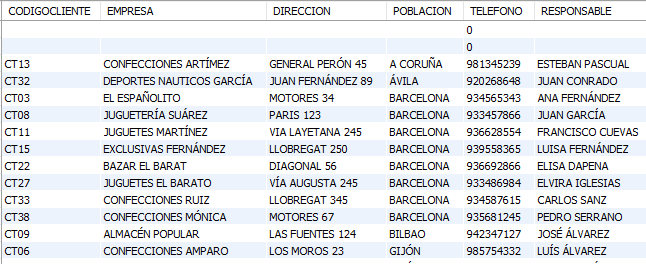 CODIGOCLIENTE EMPRESA DIRECCION POBLACION TELEFONO RESPONSABLE
0
0
CT13 CONFECCIONES ARTÍMEZ GENERAL PERÓN 45 A CORUÑA 981345239 ESTEBAN PASCUAL
CT32 DEPORTES NAUTICOS GARCÍA JUAN FERNÁNDEZ 89 ÁVILA 920268648 JUAN CONRADO
CT03 EL ESPAÑOLITO MOTORES 34 BARCELONA 934565343 ANA FERNÁNDEZ
CT08 JUGUETERÍA SUÁREZ PARIS 123 BARCELONA 933457866 JUAN GARCÍA
CT11 JUGUETES MARTÍNEZ VIA LAYETANA 245 BARCELONA 936628554 FRANCISCO CUEVAS
CT15 EXCLUSIVAS FERNÁNDEZ LLOBREGAT 250 BARCELONA 939558365 LUISA FERNÁNDEZ
CT22 BAZAR EL BARAT DIAGONAL 56 BARCELONA 936692866 ELISA DAPENA
CT27 JUGUETES EL BARATO VÍA AUGUSTA 245 BARCELONA 933486984 ELVIRA IGLESIAS
CT33 CONFECCIONES RUIZ LLOBREGAT 345 BARCELONA 934587615 CARLOS SANZ
CT38 CONFECCIONES MÓNICA MOTORES 67 BARCELONA 935681245 PEDRO SERRANO
CT09 ALMACÉN POPULAR LAS FUENTES 124 BILBAO 942347127 JOSÉ ÁLVAREZ
CT06 CONFECCIONES AMPARO LOS MOROS 23 GIJÓN 985754332 LUÍS ÁLVAREZ